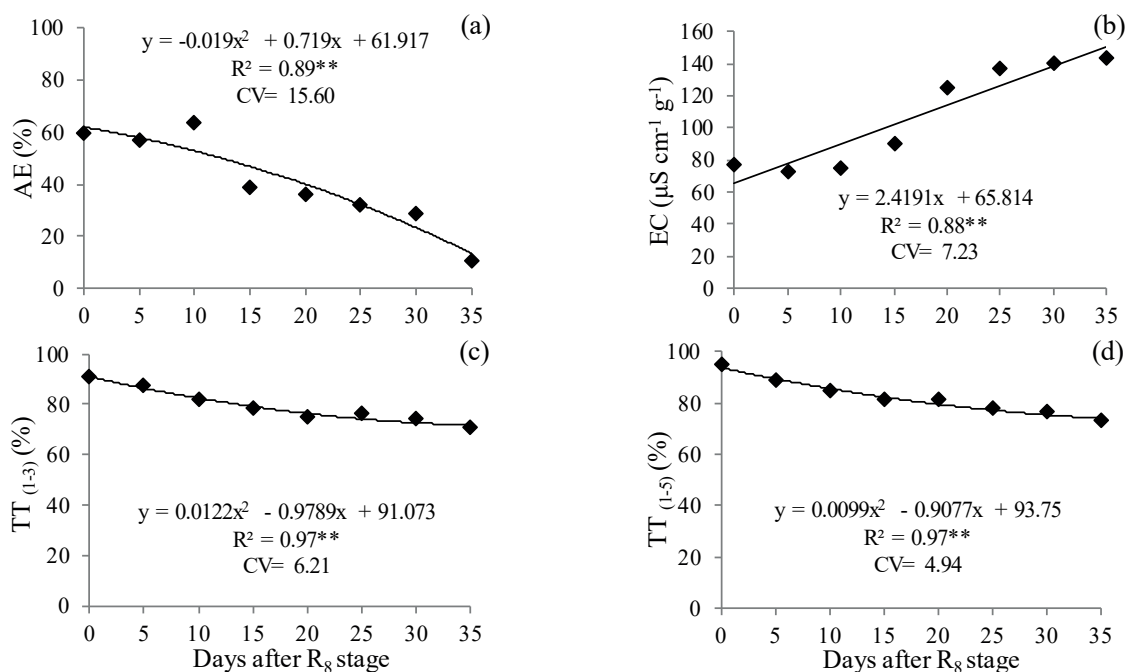 (a)
y = -0.019x² + 0.719x + 61.917
R² = 0.89**
CV= 15.60
AE (%)
100
80
60
40
20
0
0 5 10 15 20 25 30 35
(b)
EC (µS cm⁻¹ g⁻¹)
160
140
120
100
80
60
40
20
0
y = 2.4191x + 65.814
R² = 0.88**
CV= 7.23
0 5 10 15 20 25 30 35
(c)
TT (1-3) (%)
100
80
60
40
20
0
y = 0.0122x² - 0.9789x + 91.073
R² = 0.97**
CV= 6.21
0 5 10 15 20 25 30 35
Days after R₈ stage
(d)
TT (1-5) (%)
100
80
60
40
20
0
y = 0.0099x² - 0.9077x + 93.75
R² = 0.97**
CV= 4.94
0 5 10 15 20 25 30 35
Days after R₈ stage